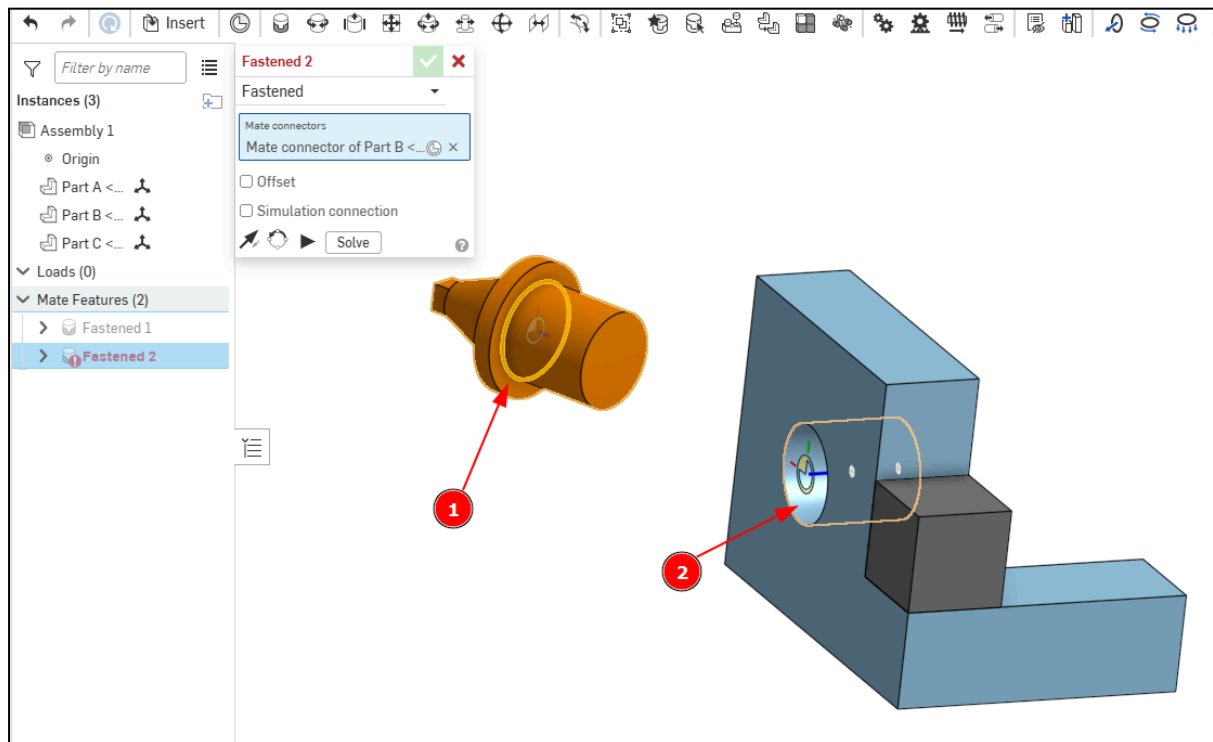 Insert
Filter by name
Instances (3)
Assembly 1
Origin
Part A <...
Part B <...
Part C <...
Loads (0)
Mate Features (2)
Fastened 1
Fastened 2
Fastened 2
Fastened
Mate connectors
Mate connector of Part B <...
Offset
Simulation connection
Solve
1
2